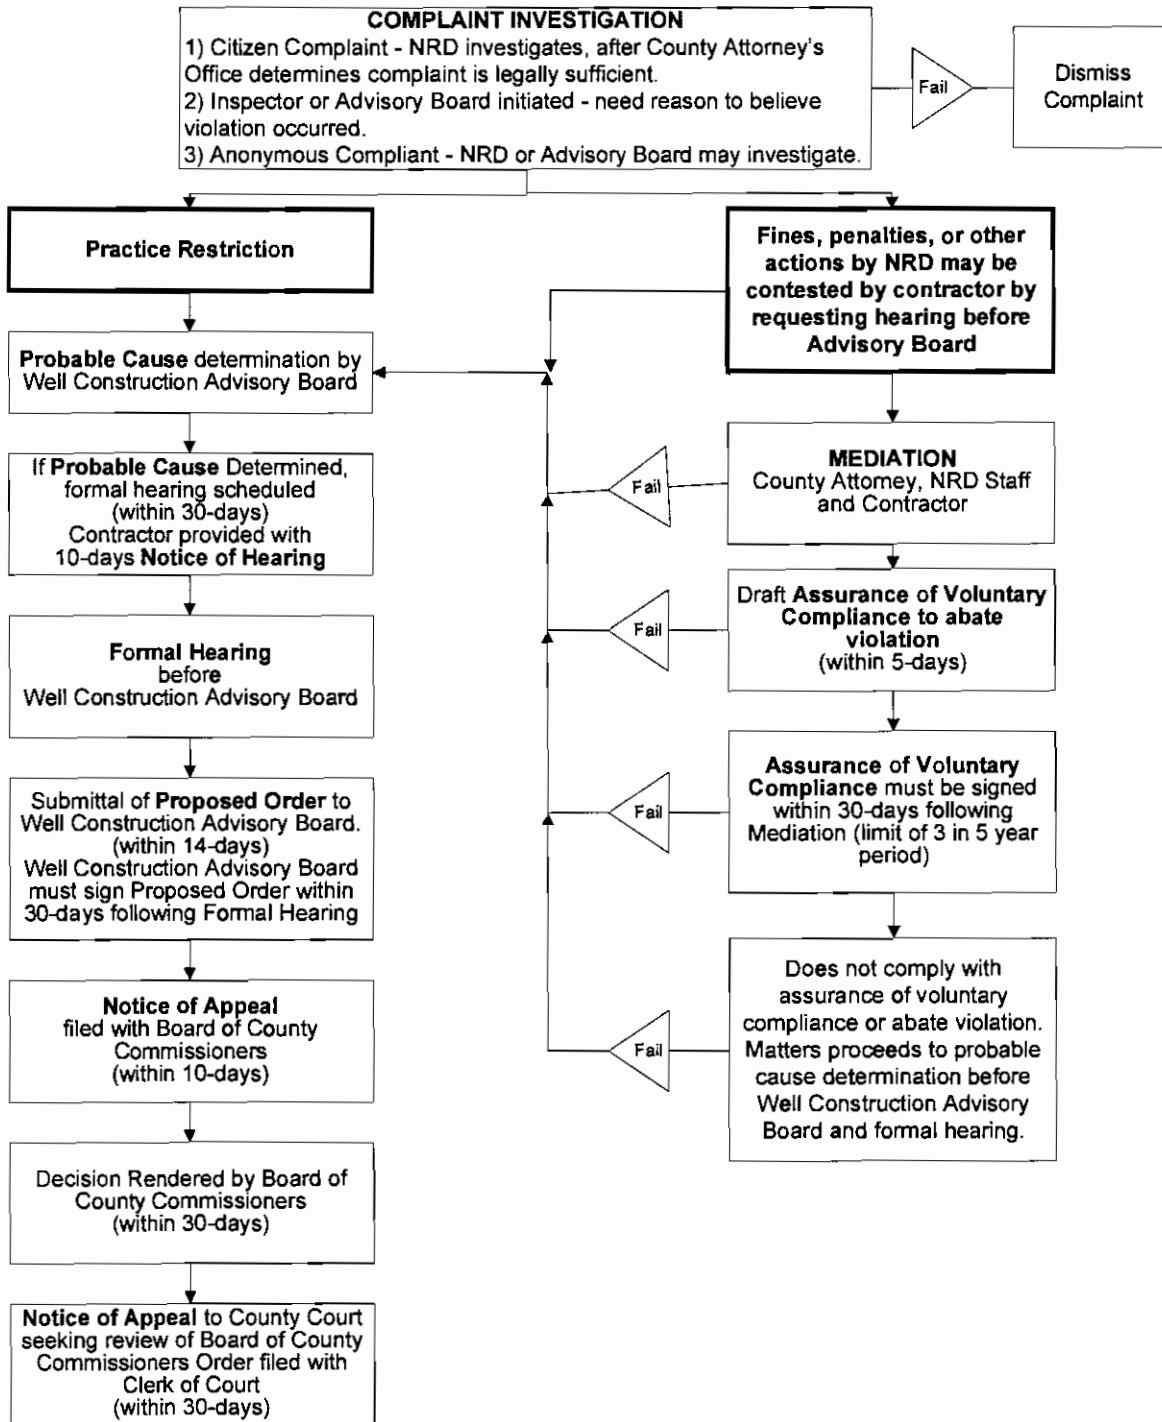 COMPLAINT INVESTIGATION
1) Citizen Complaint - NRD investigates, after County Attorney's
Office determines complaint is legally sufficient.
2) Inspector or Advisory Board initiated - need reason to believe
violation occurred.
3) Anonymous Compliant - NRD or Advisory Board may investigate.
Fail
Dismiss
Complaint
Practice Restriction
Probable Cause determination by
Well Construction Advisory Board
If Probable Cause Determined,
formal hearing scheduled
(within 30-days)
Contractor provided with
10-days Notice of Hearing
Formal Hearing
before
Well Construction Advisory Board
Submittal of Proposed Order to
Well Construction Advisory Board.
(within 14-days)
Well Construction Advisory Board
must sign Proposed Order within
30-days following Formal Hearing
Notice of Appeal
filed with Board of County
Commissioners
(within 10-days)
Decision Rendered by Board of
County Commissioners
(within 30-days)
Notice of Appeal to County Court
seeking review of Board of County
Commissioners Order filed with
Clerk of Court
(within 30-days)
Fines, penalties, or other
actions by NRD may be
contested by contractor by
requesting hearing before
Advisory Board
MEDIATION
County Attorney, NRD Staff
and Contractor
Fail
Draft Assurance of Voluntary
Compliance to abate
violation
(within 5-days)
Fail
Assurance of Voluntary
Compliance must be signed
within 30-days following
Mediation (limit of 3 in 5 year
period)
Fail
Does not comply with
assurance of voluntary
compliance or abate violation.
Matters proceeds to probable
cause determination before
Well Construction Advisory
Board and formal hearing.
Fail